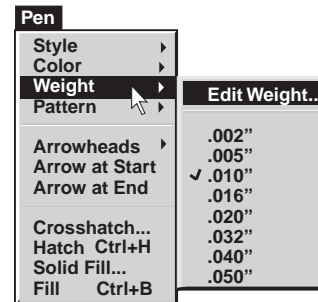 Pen
Style
Color
Weight
Pattern
Arrowheads
Arrow at Start
Arrow at End
Crosshatch...
Hatch Ctrl+H
Solid Fill...
Fill Ctrl+B
Edit Weight..
.002”
.005”
.010”
.016”
.020”
.032”
.040”
.050”